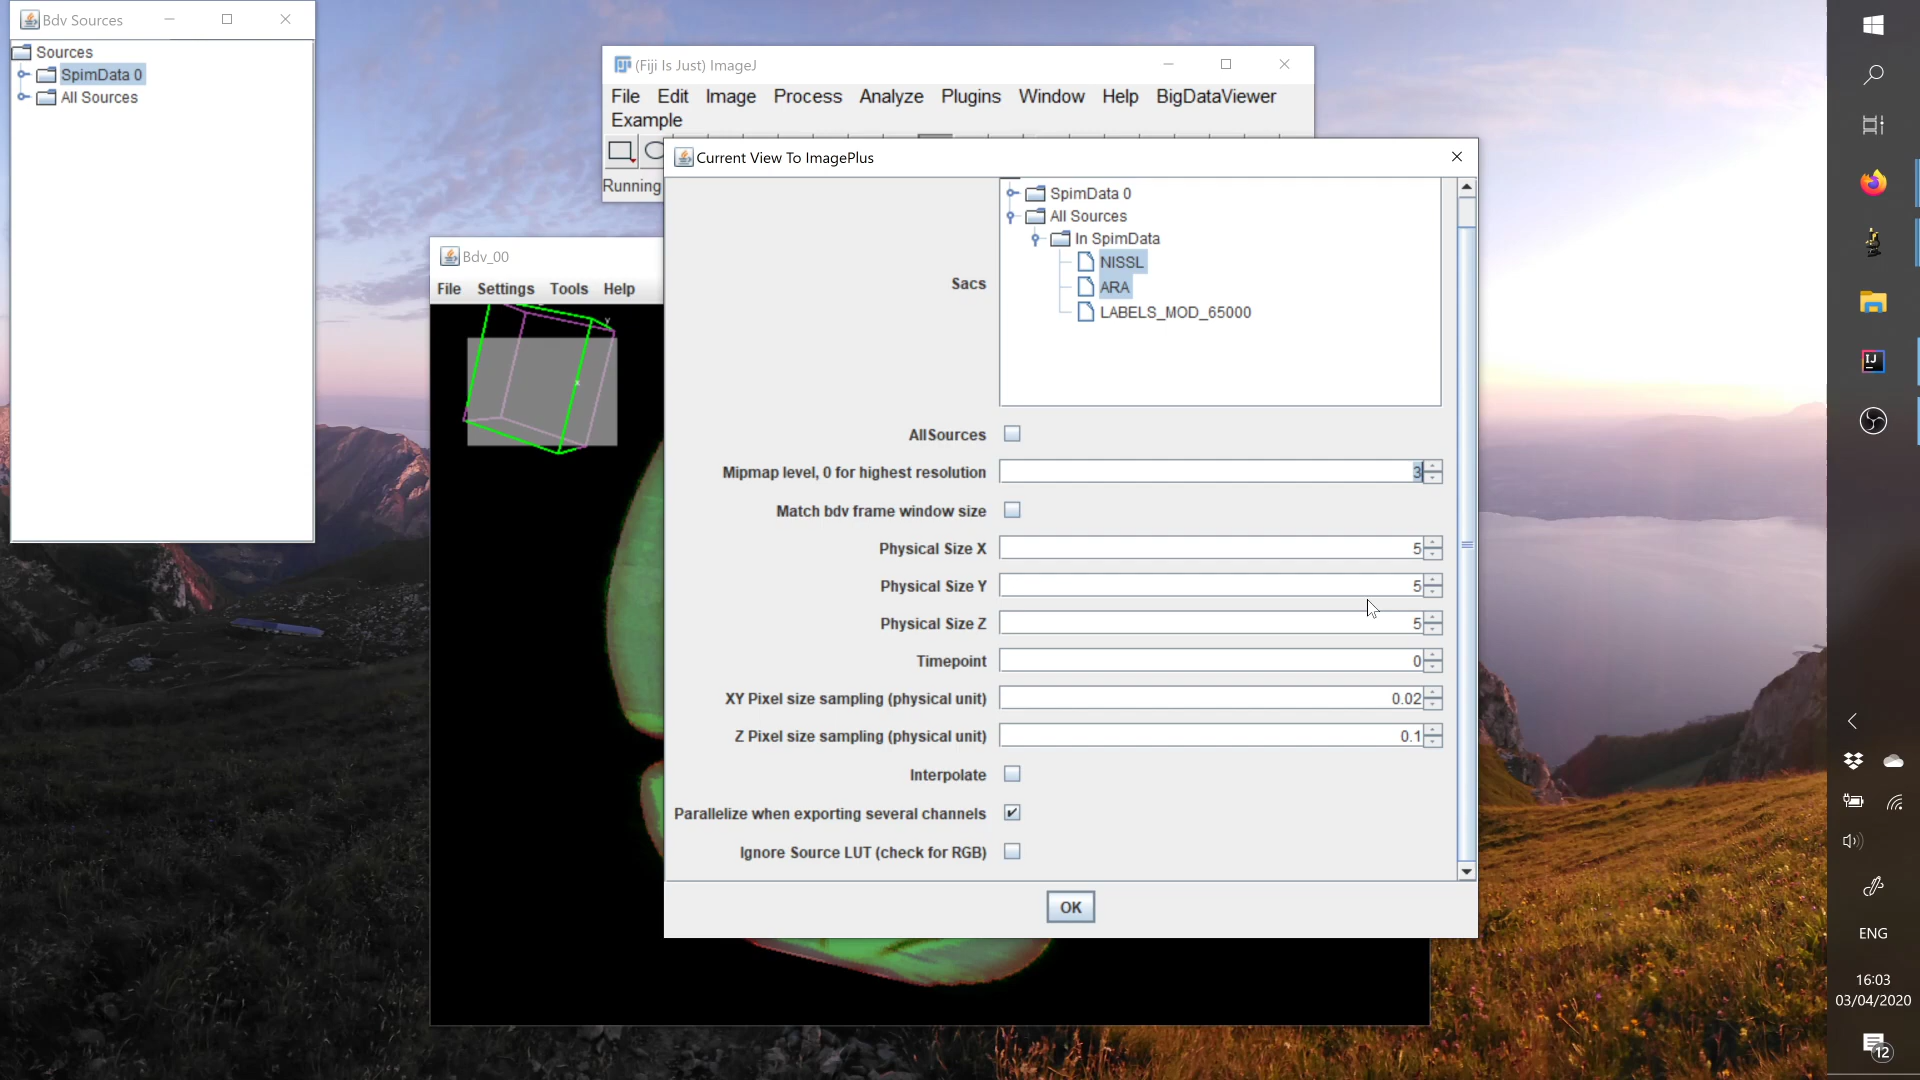 Bdv Sources
Sources
SpimData 0
All Sources
(Fiji Is Just) ImageJ
File Edit Image Process Analyze Plugins Window Help BigDataViewer
Example
Running
Current View To ImagePlus
Sacs
SpimData 0
All Sources
In SpimData
NISSL
ARA
LABELS_MOD_65000
AllSources
Mipmap level, 0 for highest resolution 3
Match bdv frame window size
Physical Size X 5
Physical Size Y 5
Physical Size Z 5
Timepoint 0
XY Pixel size sampling (physical unit) 0.02
Z Pixel size sampling (physical unit) 0.1
Interpolate
Parallelize when exporting several channels
Ignore Source LUT (check for RGB)
OK
Bdv_00
File Settings Tools Help
Y
X
IJ
ENG
16:03
03/04/2020
12